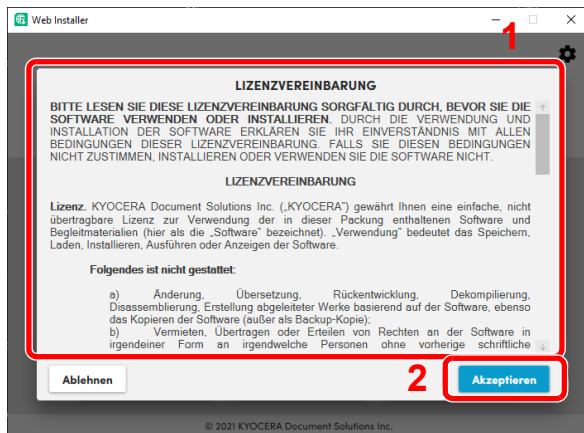 Web Installer
1
LIZENZVEREINBARUNG
BITTE LESEN SIE DIESE LIZENZVEREINBARUNG SORGFÄLTIG DURCH, BEVOR SIE DIE
SOFTWARE VERWENDEN ODER INSTALLIEREN. DURCH DIE VERWENDUNG UND
INSTALLATION DER SOFTWARE ERKLÄREN SIE IHR EINVERSTÄNDNIS MIT ALLEN
BEDINGUNGEN DIESER LIZENZVEREINBARUNG. FALLS SIE DIESEN BEDINGUNGEN
NICHT ZUSTIMMEN, INSTALLIEREN ODER VERWENDEN SIE DIE SOFTWARE NICHT.
LIZENZVEREINBARUNG
Lizenz. KYOCERA Document Solutions Inc. („KYOCERA“) gewährt Ihnen eine einfache, nicht
übertragbare Lizenz zur Verwendung der in dieser Packung enthaltenen Software und
Begleitmaterialien (hier als die „Software“ bezeichnet). „Verwendung“ bedeutet das Speichern,
Laden, Installieren, Ausführen oder Anzeigen der Software.
Folgendes ist nicht gestattet:
a) Änderung, Übersetzung, Rückentwicklung, Dekompilierung,
Disassemblierung, Erstellung abgeleiteter Werke basierend auf der Software, ebenso
das Kopieren der Software (außer als Backup-Kopie);
b) Vermieten, Übertragen oder Erteilen von Rechten an der Software in
irgendeiner Form an irgendwelche Personen ohne vorherige schriftliche
Ablehnen
2
Akzeptieren
© 2021 KYOCERA Document Solutions Inc.